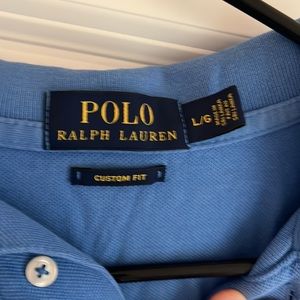 POLO
RALPH LAUREN
L/G
CUSTOM FIT